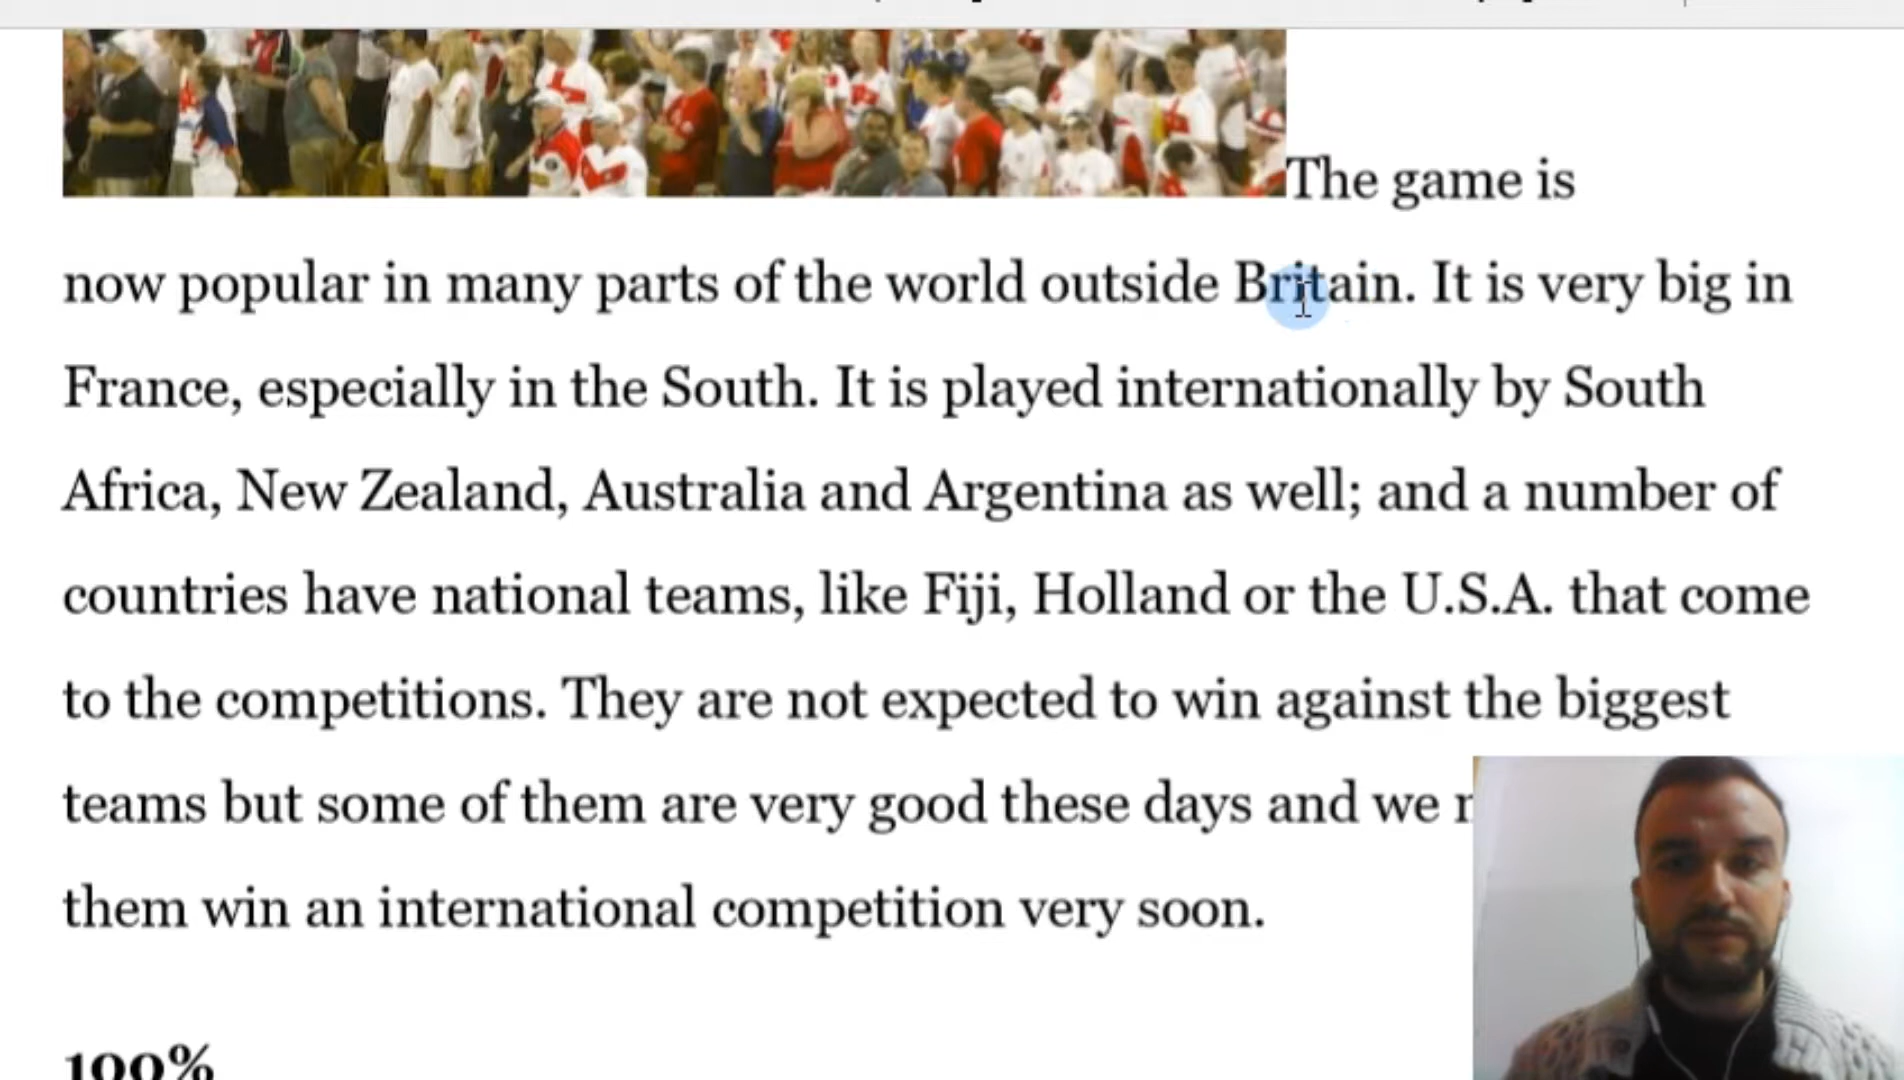 The game is
now popular in many parts of the world outside Britain. It is very big in
France, especially in the South. It is played internationally by South
Africa, New Zealand, Australia and Argentina as well; and a number of
countries have national teams, like Fiji, Holland or the U.S.A. that come
to the competitions. They are not expected to win against the biggest
teams but some of them are very good these days and we
them win an international competition very soon.
100%